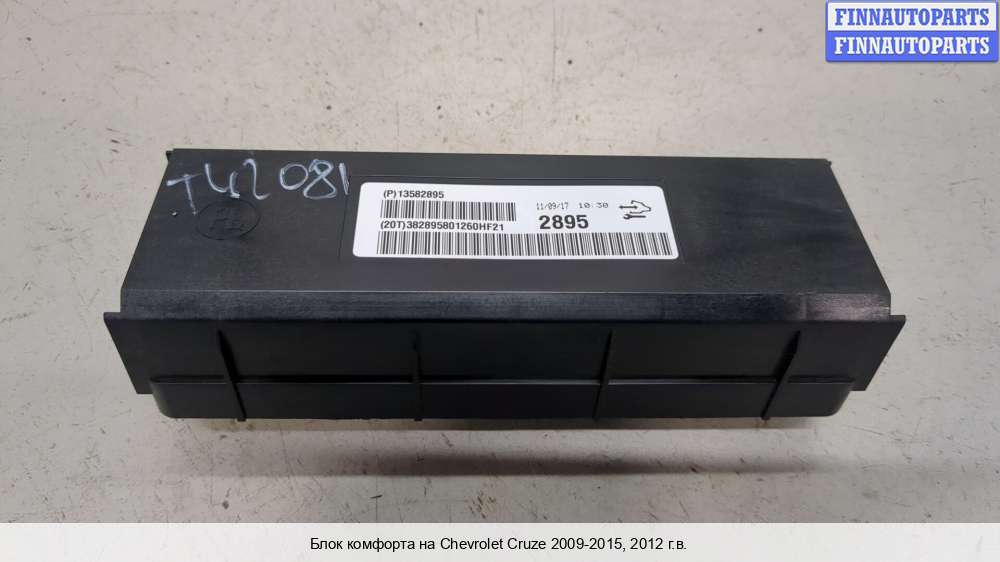 FINNAUTOPARTS
FINNAUTOPARTS
T42081
(P)13582895
11/09/17 10:30
2895
(20T)382895801260HF21
Блок комфорта на Chevrolet Cruze 2009-2015, 2012 г.в.